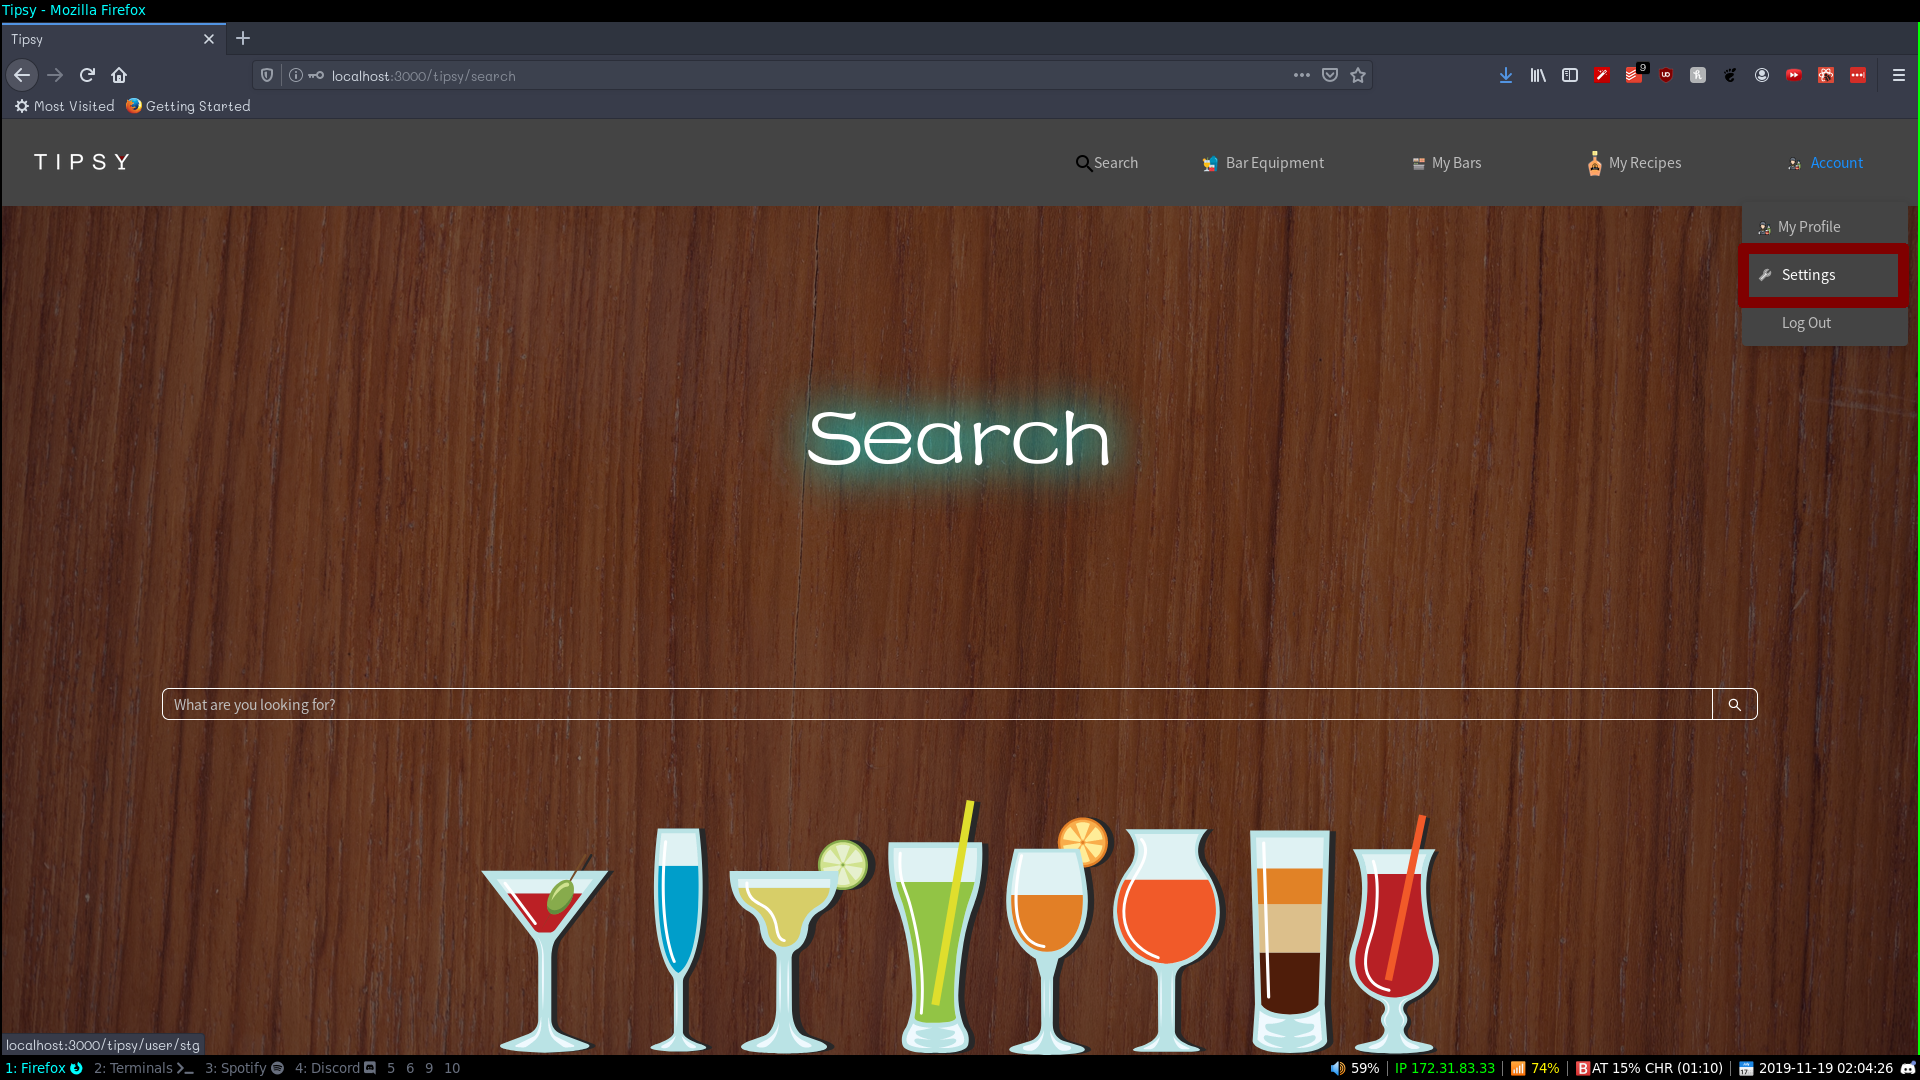 Tipsy - Mozilla Firefox
Tipsy
localhost:3000/tipsy/search
9
Most Visited
Getting Started
TIPSY
Search
Bar Equipment
My Bars
My Recipes
Account
My Profile
Settings
Log Out
Search
What are you looking for?
localhost:3000/tipsy/user/stg
1: Firefox 2: Terminals 3: Spotify 4: Discord 5 6 9 10
59% | IP 172.31.83.33 | 74% | BAT 15% CHR (01:10) | 2019-11-19 02:04:26